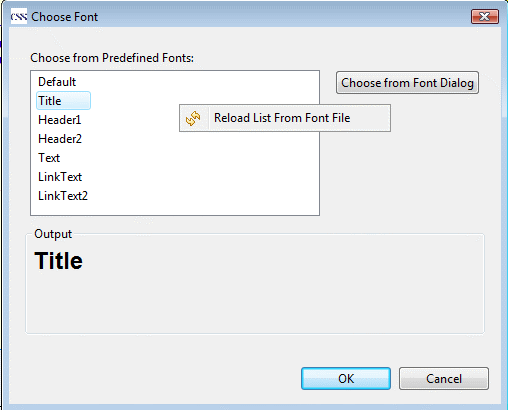 CSS Choose Font
Choose from Predefined Fonts:
Default
Choose from Font Dialog
Title
Reload List From Font File
Header1
Header2
Text
LinkText
LinkText2
Output
Title
OK
Cancel